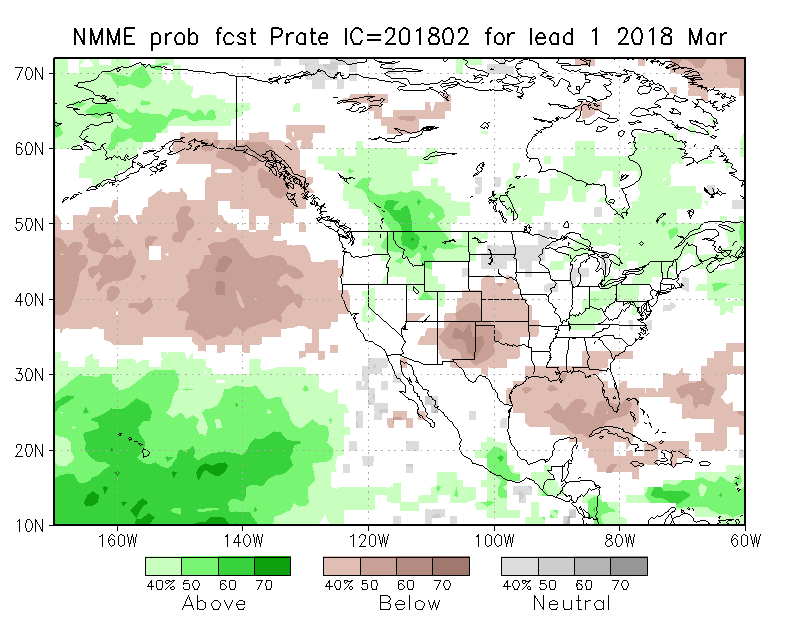 NMME prob fcst Prate IC=201802 for lead 1 2018 Mar
70N
60N
50N
40N
30N
20N
10N
160W 140W 120W 100W 80W 60W
40% 50 60 70 40% 50 60 70 40% 50 60 70
Above Below Neutral